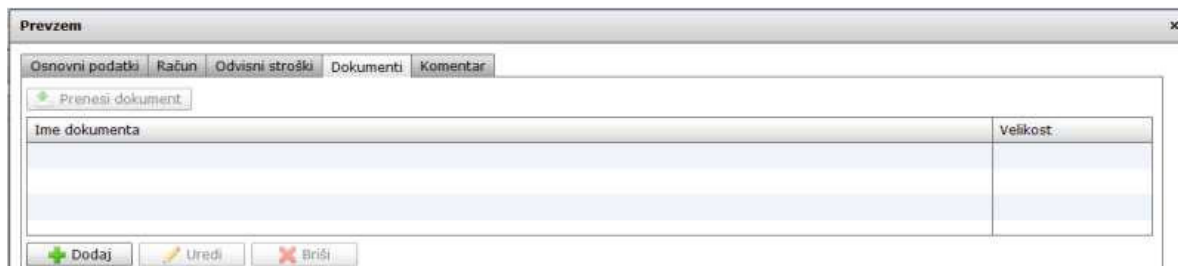 Prevzem x
Osnovni podatki Račun Odvisni stroški Dokumenti Komentar
Prenesi dokument
Ime dokumenta Velikost
Dodaj Uredi Briši